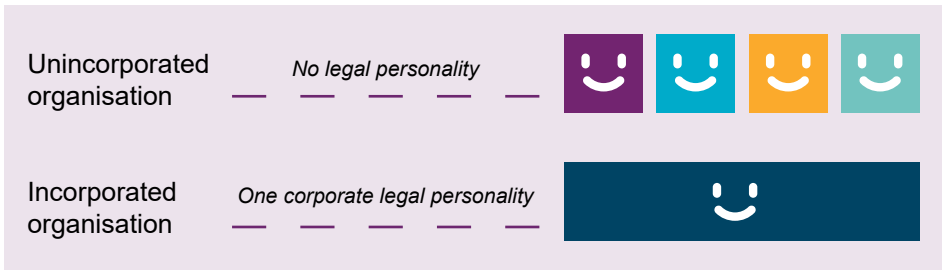 Unincorporated
organisation
No legal personality
Incorporated
organisation
One corporate legal personality